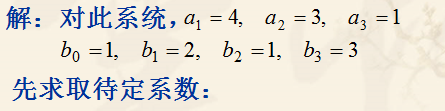 解：对此系统，a₁ = 4,  a₂ = 3,  a₃ = 1
b₀ = 1,  b₁ = 2,  b₂ = 1,  b₃ = 3
先求取待定系数：